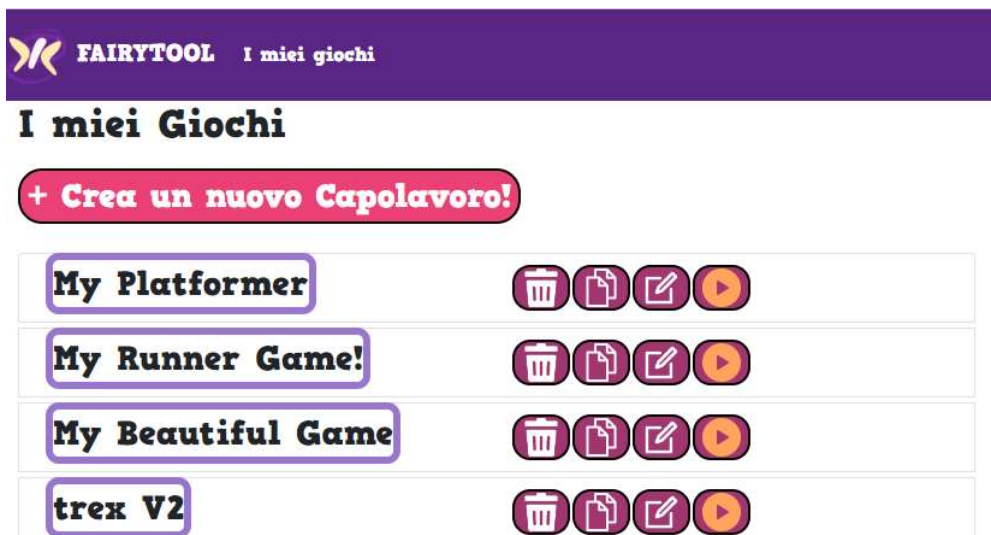 FAIRYTOOL I miei giochi
I miei Giochi
+ Crea un nuovo Capolavoro!
My Platformer
My Runner Game!
My Beautiful Game
trex V2